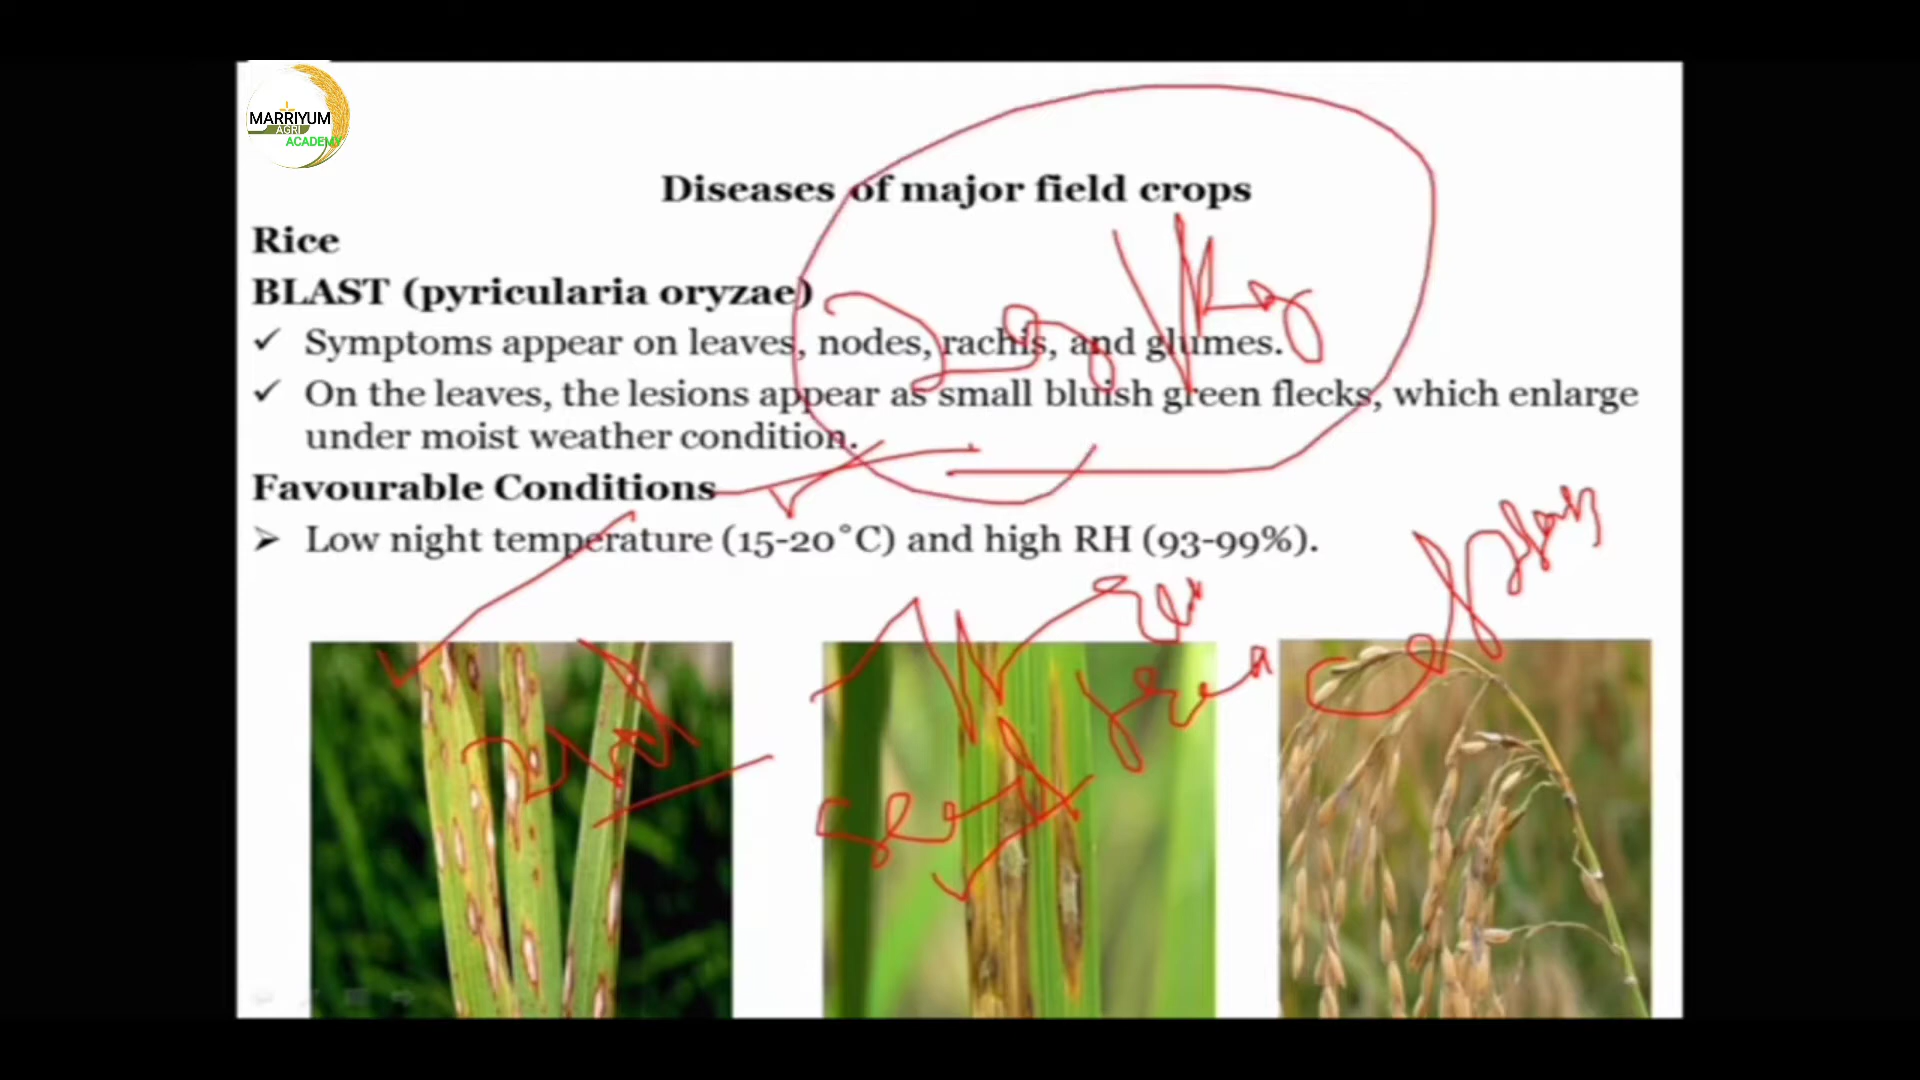 MARRIYUM
AGRI
ACADEMY
Diseases of major field crops
Rice
BLAST (pyricularia oryzae)
✓ Symptoms appear on leaves, nodes, rachis, and glumes.
✓ On the leaves, the lesions appear as small bluish green flecks, which enlarge
under moist weather condition.
Favourable Conditions
➢ Low night temperature (15-20°C) and high RH (93-99%).